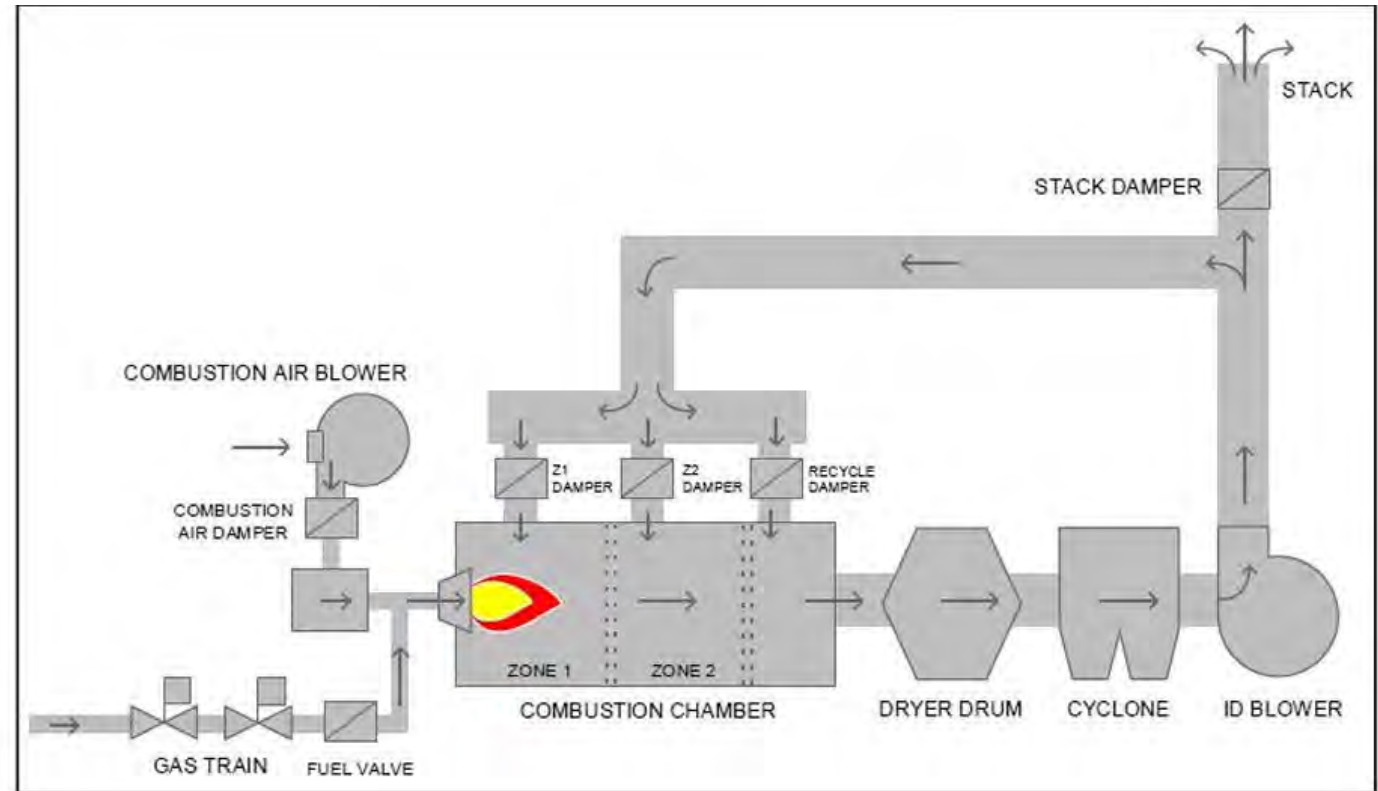 STACK
STACK DAMPER
COMBUSTION AIR BLOWER
Z1
DAMPER
Z2
DAMPER
RECYCLE
DAMPER
COMBUSTION
AIR DAMPER
ZONE 1
ZONE 2
COMBUSTION CHAMBER
DRYER DRUM
CYCLONE
ID BLOWER
GAS TRAIN
FUEL VALVE